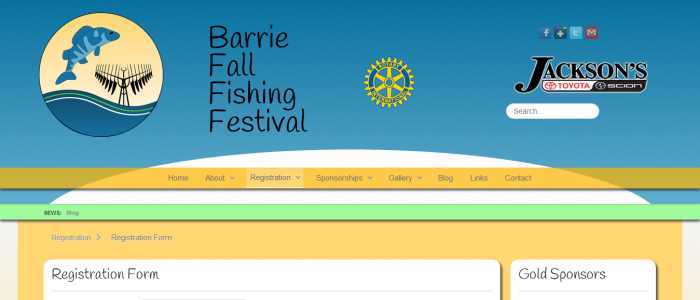 Barrie
Fall
Fishing
Festival
JACKSON'S
TOYOTA SCION
Search...
Home About Registration Sponsorships Gallery Blog Links Contact
NEWS: Blog
Registration Registration Form
Registration Form
Gold Sponsors